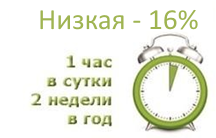 Низкая - 16%
1 час
в сутки
2 недели
в год